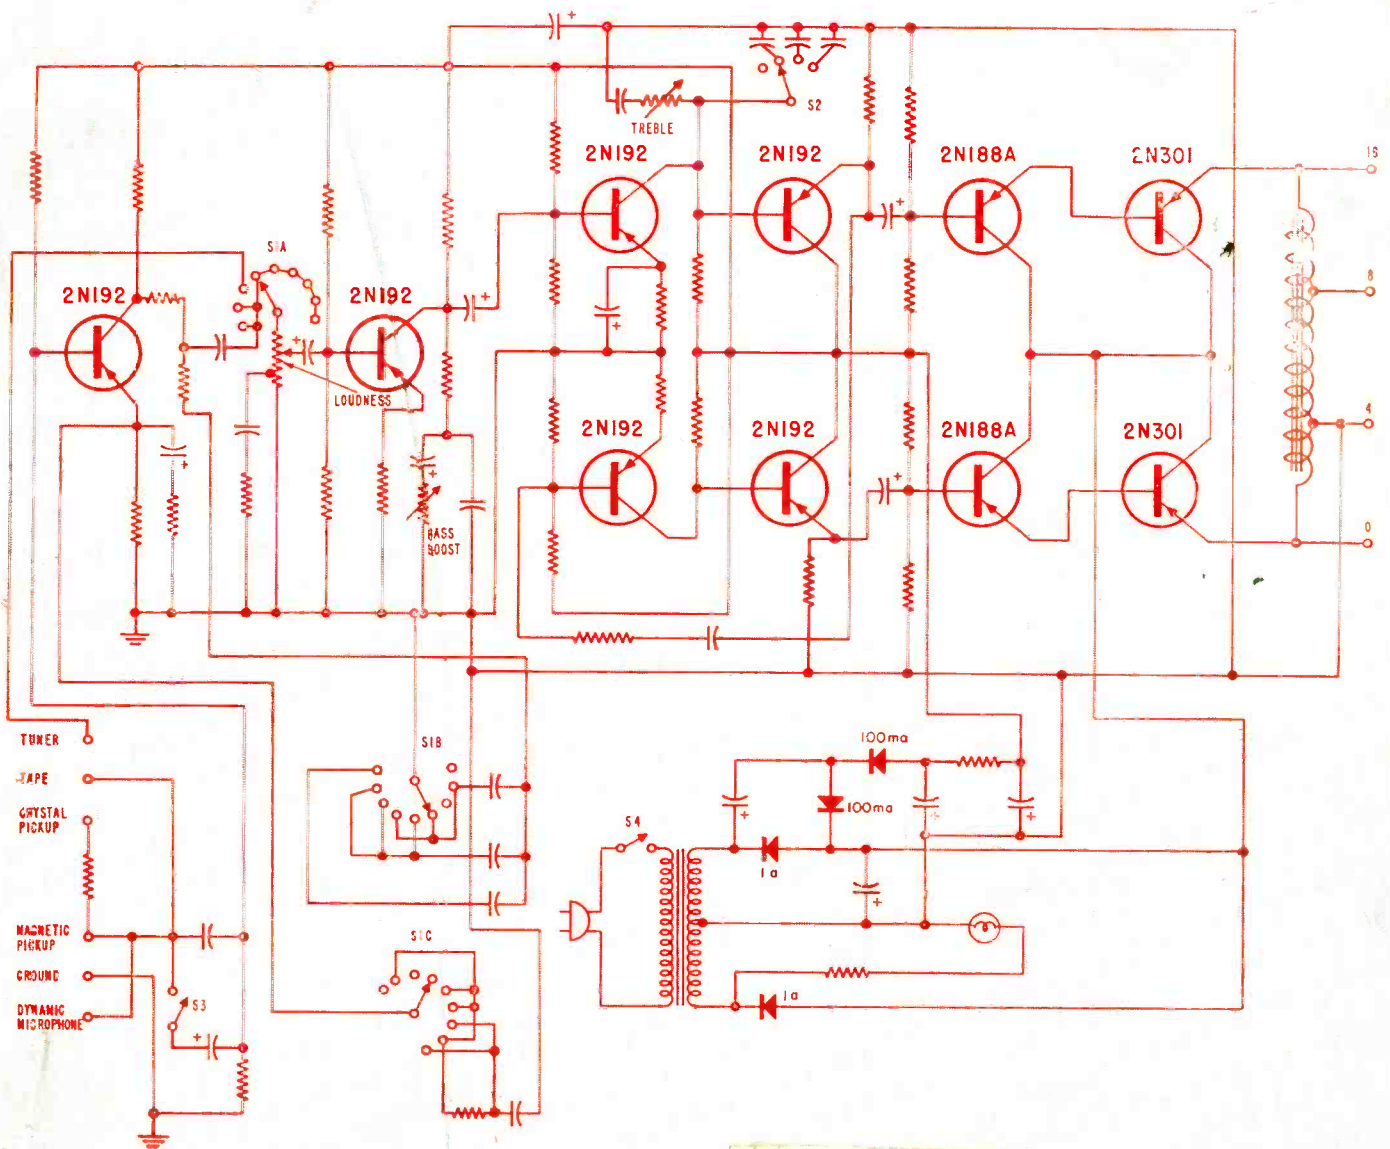 S2
TREBLE
2N192
2N192
2N188A
2N301
16
S1A
2N192
2N192
8
LOUDNESS
2N192
2N192
2N188A
2N301
4
BASS
BOOST
0
TUNER
TAPE
CRYSTAL
PICKUP
MAGNETIC
PICKUP
GROUND
DYNAMIC
MICROPHONE
S3
S1B
S1C
S4
100ma
100ma
1a
1a